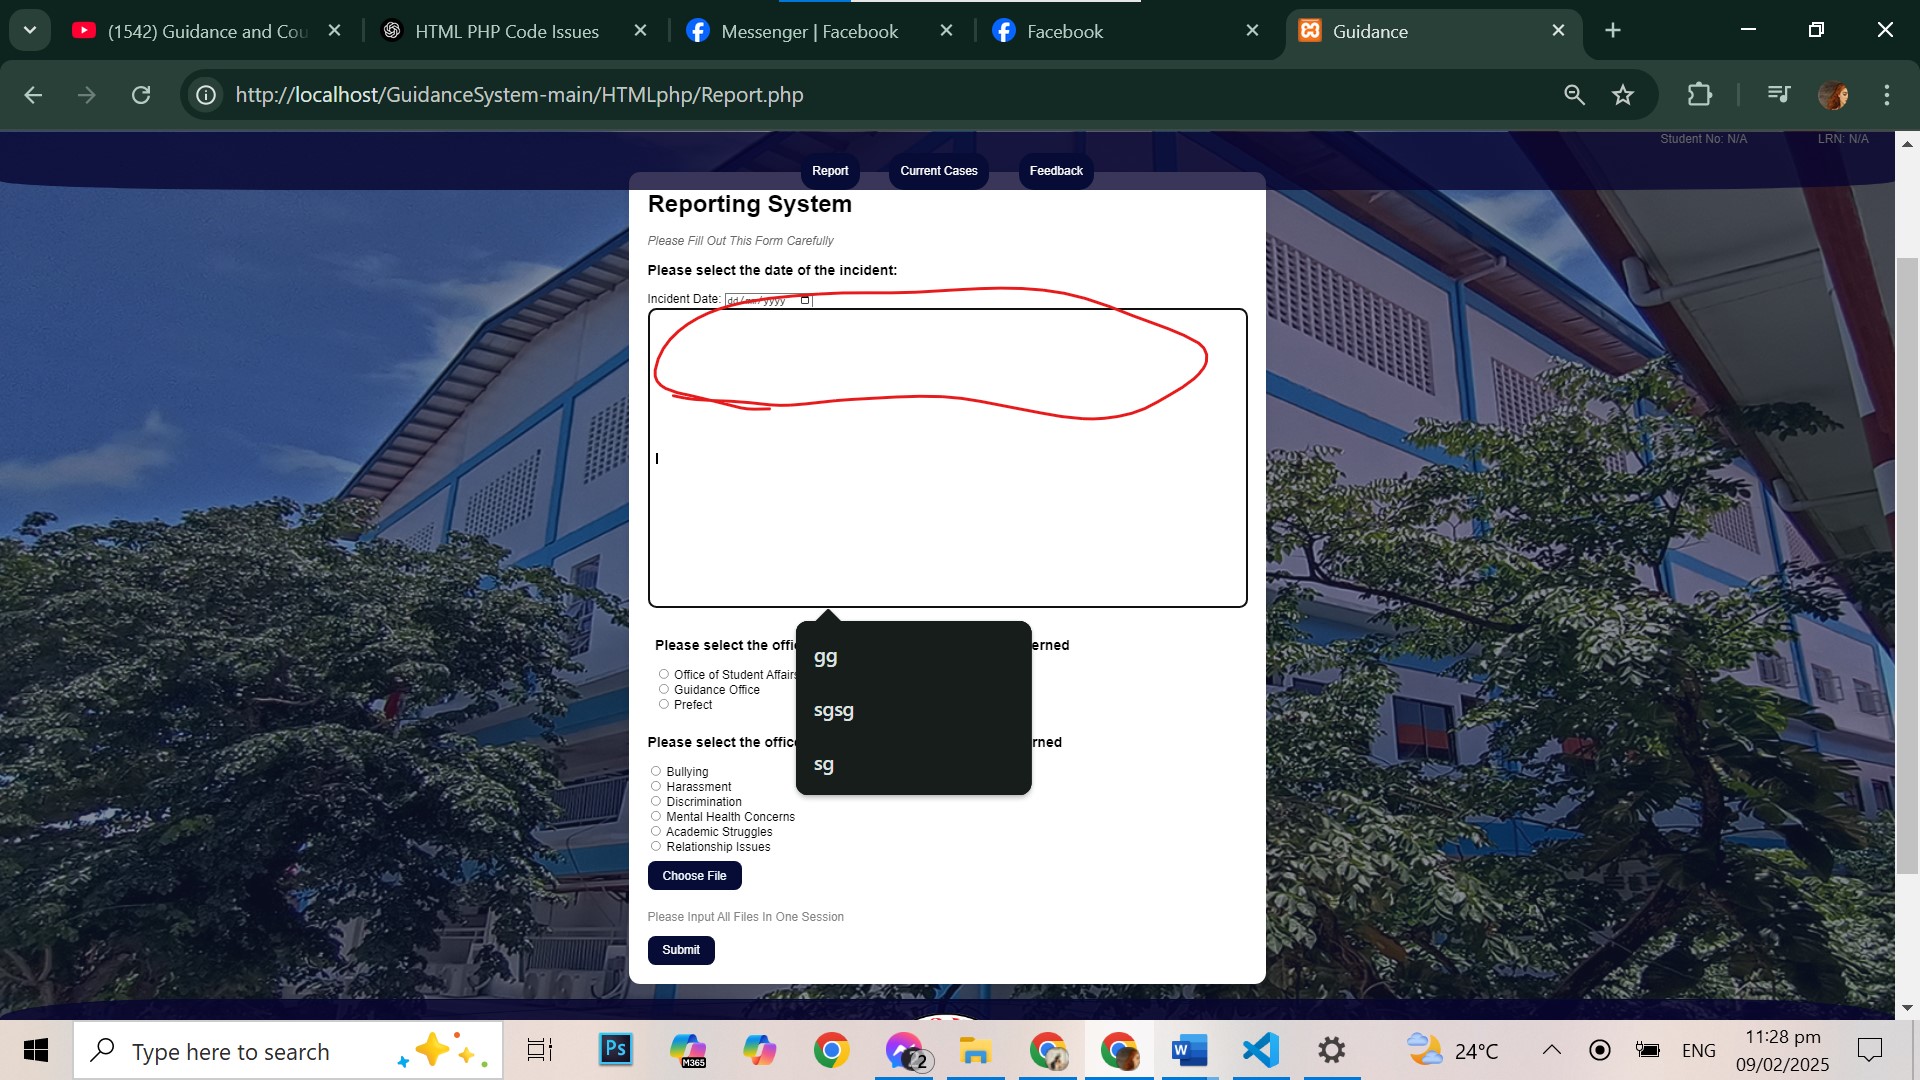 (1542) Guidance and Cou
HTML PHP Code Issues
Messenger | Facebook
Facebook
Guidance
http://localhost/GuidanceSystem-main/HTMLphp/Report.php
Student No: N/A
LRN: N/A
Report
Current Cases
Feedback
Reporting System
Please Fill Out This Form Carefully
Please select the date of the incident:
Incident Date: dd/mm/yyyy
Please select the offi
erned
Office of Student Affairs
Guidance Office
Prefect
gg
sgsg
sg
Please select the office
rned
Bullying
Harassment
Discrimination
Mental Health Concerns
Academic Struggles
Relationship Issues
Choose File
Please Input All Files In One Session
Submit
Type here to search
Ps
M365
2
W
24°C
ENG
11:28 pm
09/02/2025